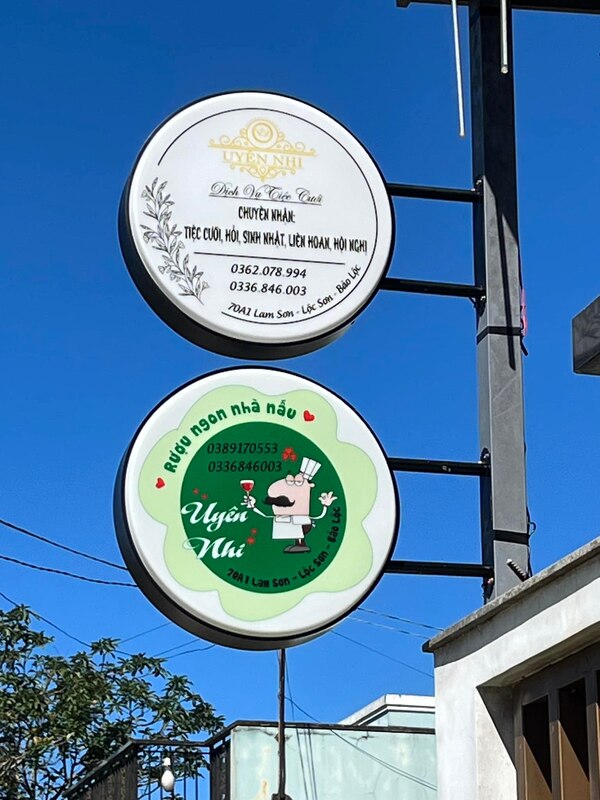 UYÊN NHI
Dịch Vụ Tiệc Cưới
CHUYÊN NHẬN:
TIỆC CƯỚI, HỎI, SINH NHẬT, LIÊN HOAN, HỘI NGHỊ
0362.078.994
0336.846.003
70A1 Lam Sơn - Lộc Sơn - Bảo Lộc
Rượu ngon nhà nấu
0389170553
0336846003
Uyên
Nhi
70A1 Lam Sơn - Lộc Sơn - Bảo Lộc